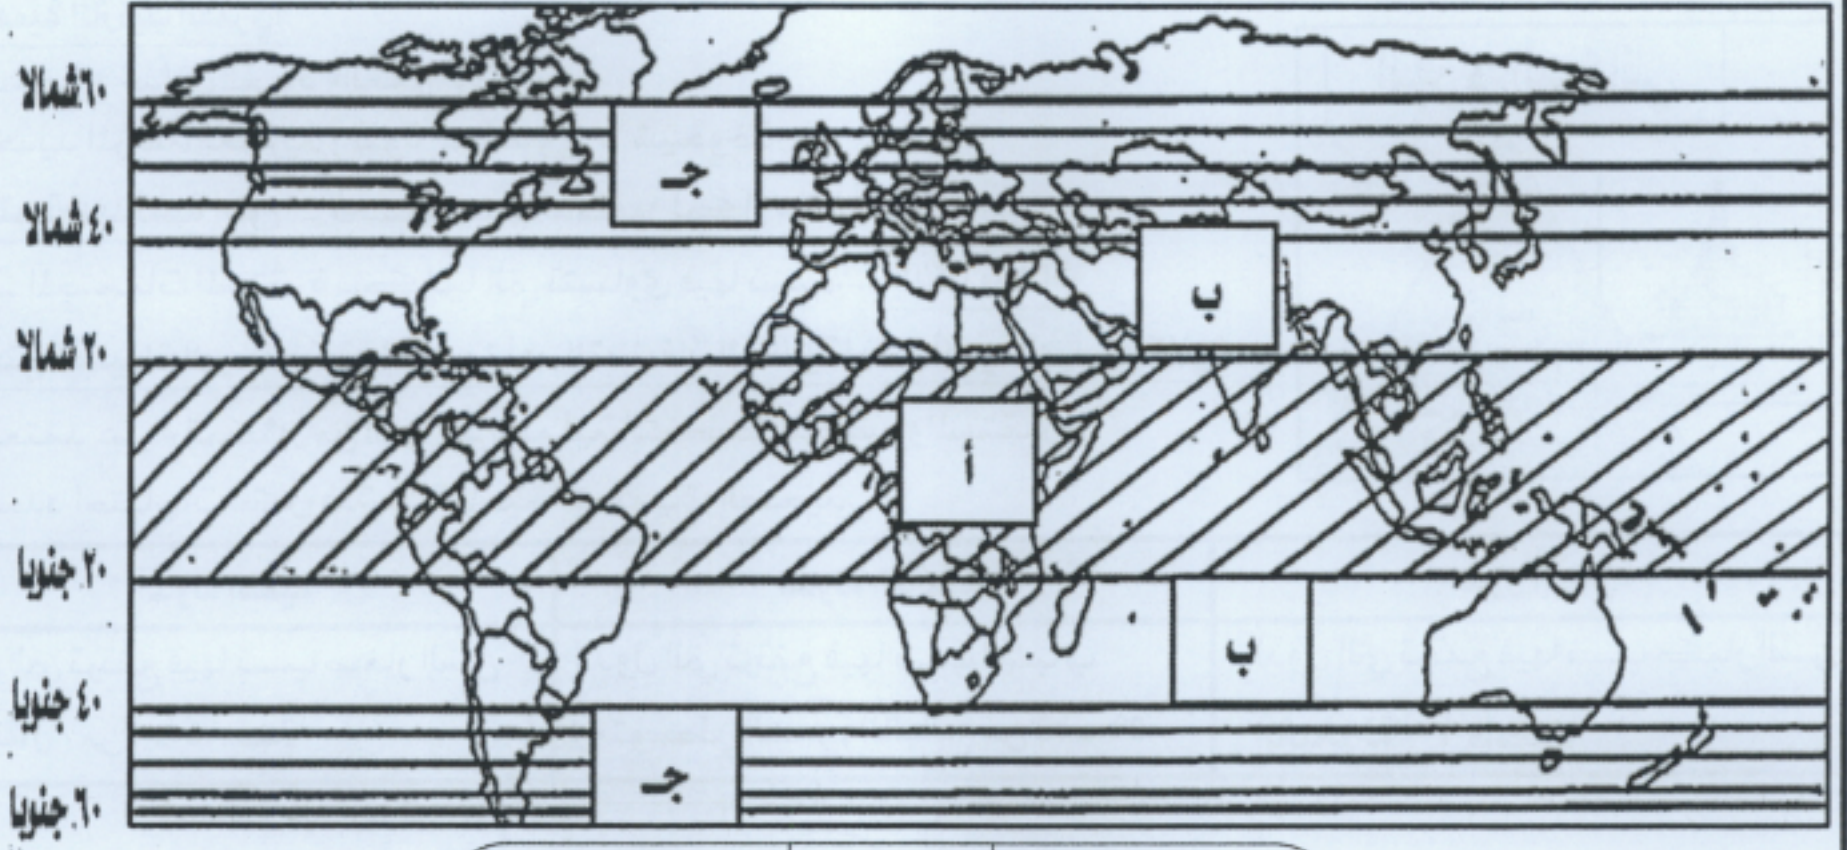 ٦٠ شمالا
جـ
٤٠ شمالا
ب
٢٠ شمالا
أ
٢٠ جنوبا
ب
٤٠ جنوبا
جـ
٦٠ جنوبا